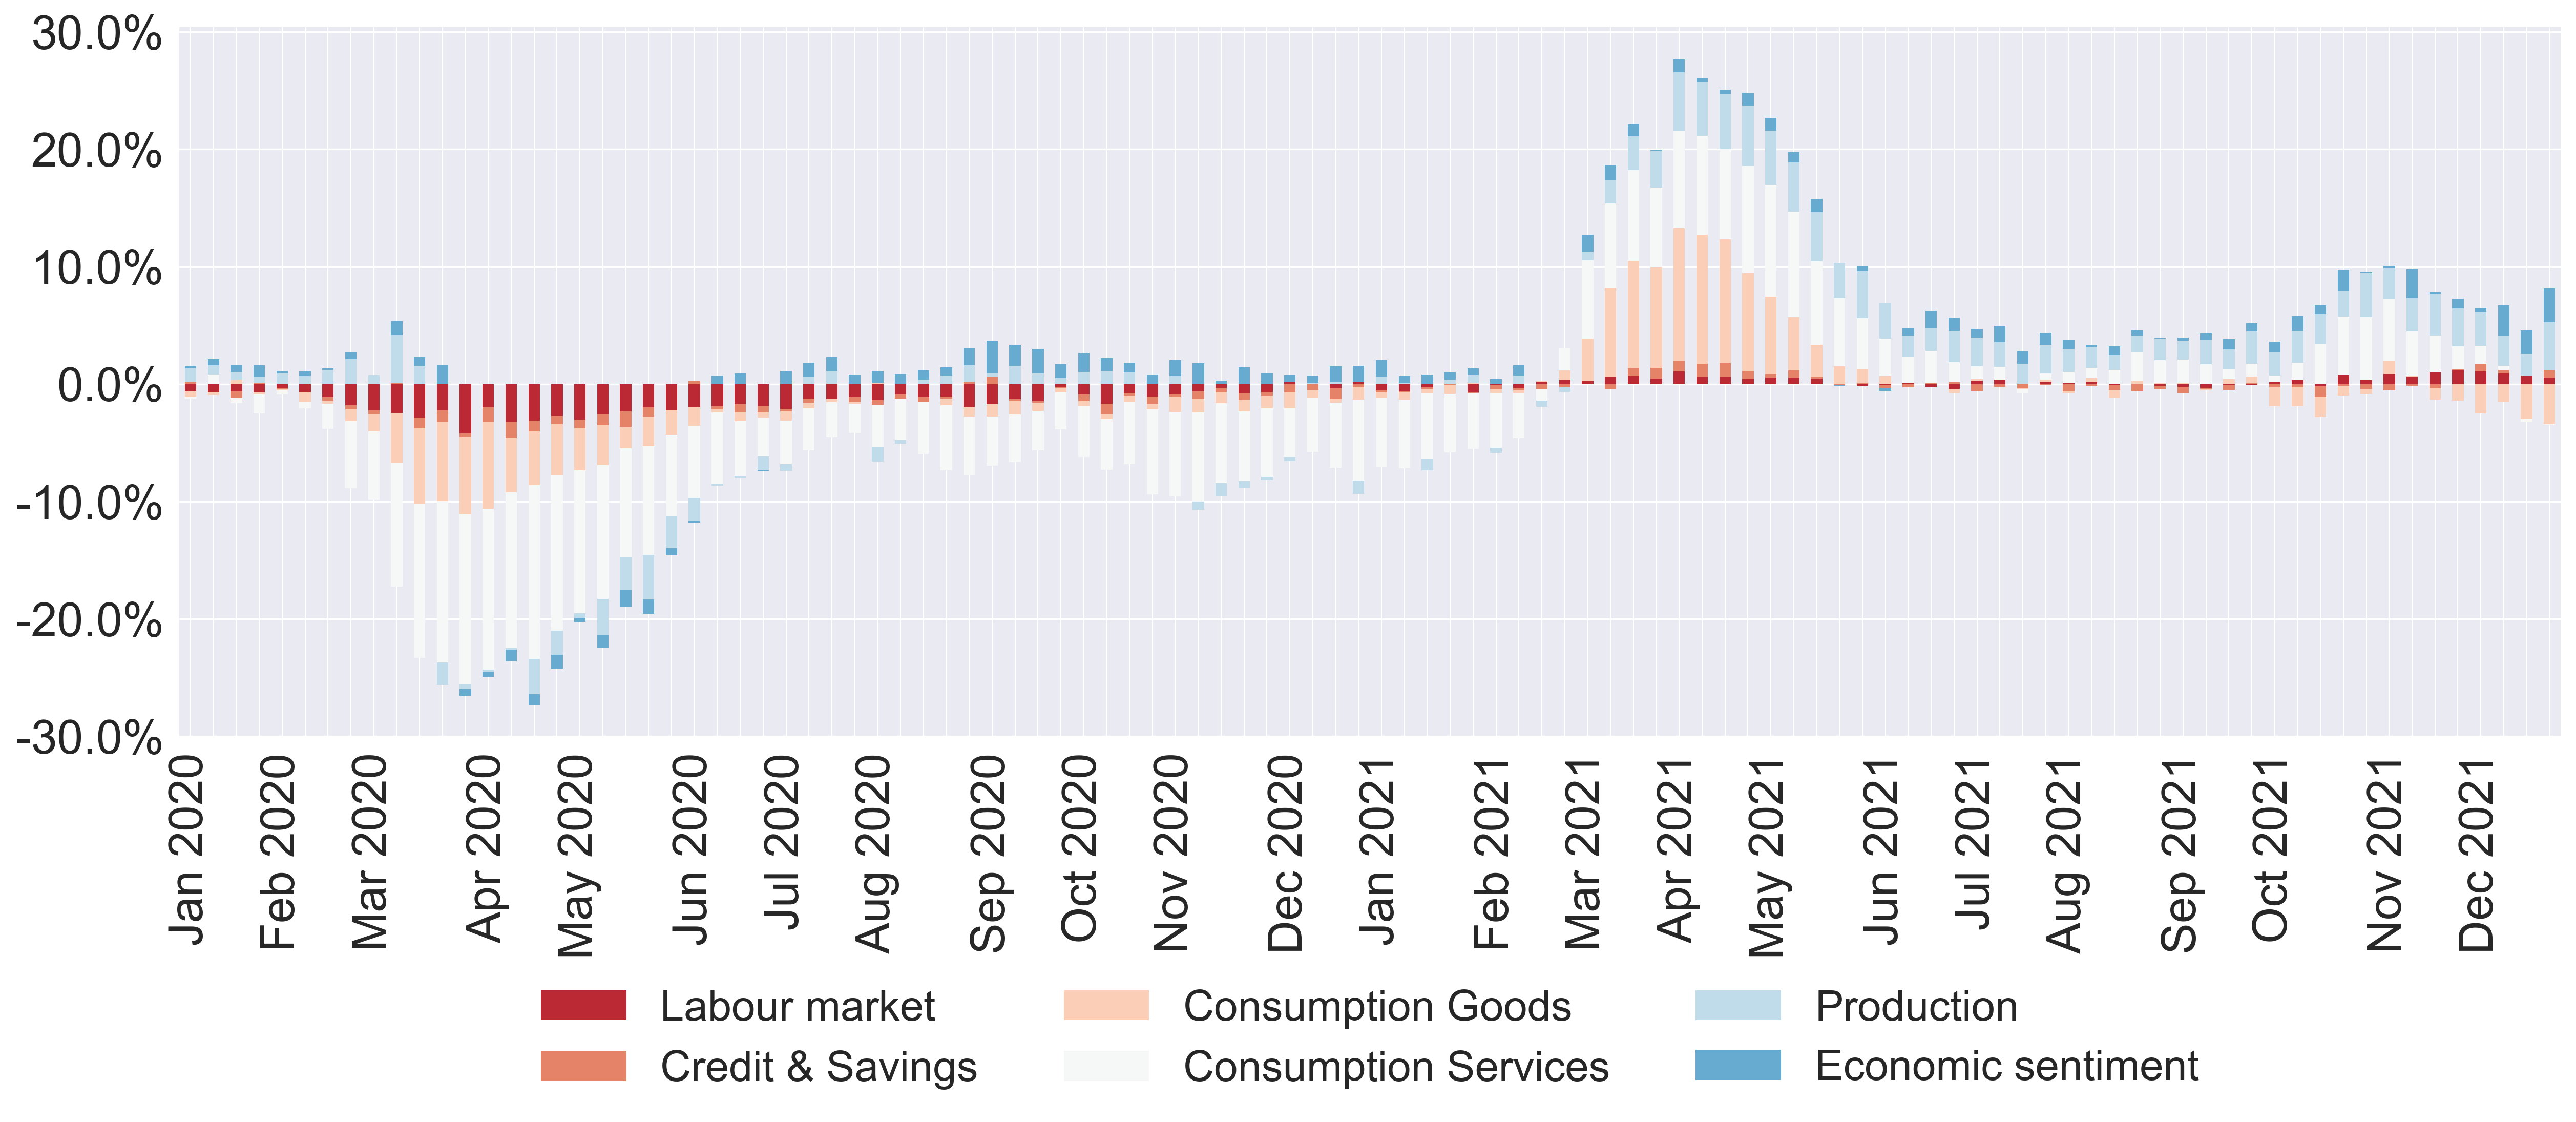 30.0%
20.0%
10.0%
0.0%
-10.0%
-20.0%
-30.0%
Jan 2020
Feb 2020
Mar 2020
Apr 2020
May 2020
Jun 2020
Jul 2020
Aug 2020
Sep 2020
Oct 2020
Nov 2020
Dec 2020
Jan 2021
Feb 2021
Mar 2021
Apr 2021
May 2021
Jun 2021
Jul 2021
Aug 2021
Sep 2021
Oct 2021
Nov 2021
Dec 2021
Labour market
Consumption Goods
Production
Credit & Savings
Consumption Services
Economic sentiment